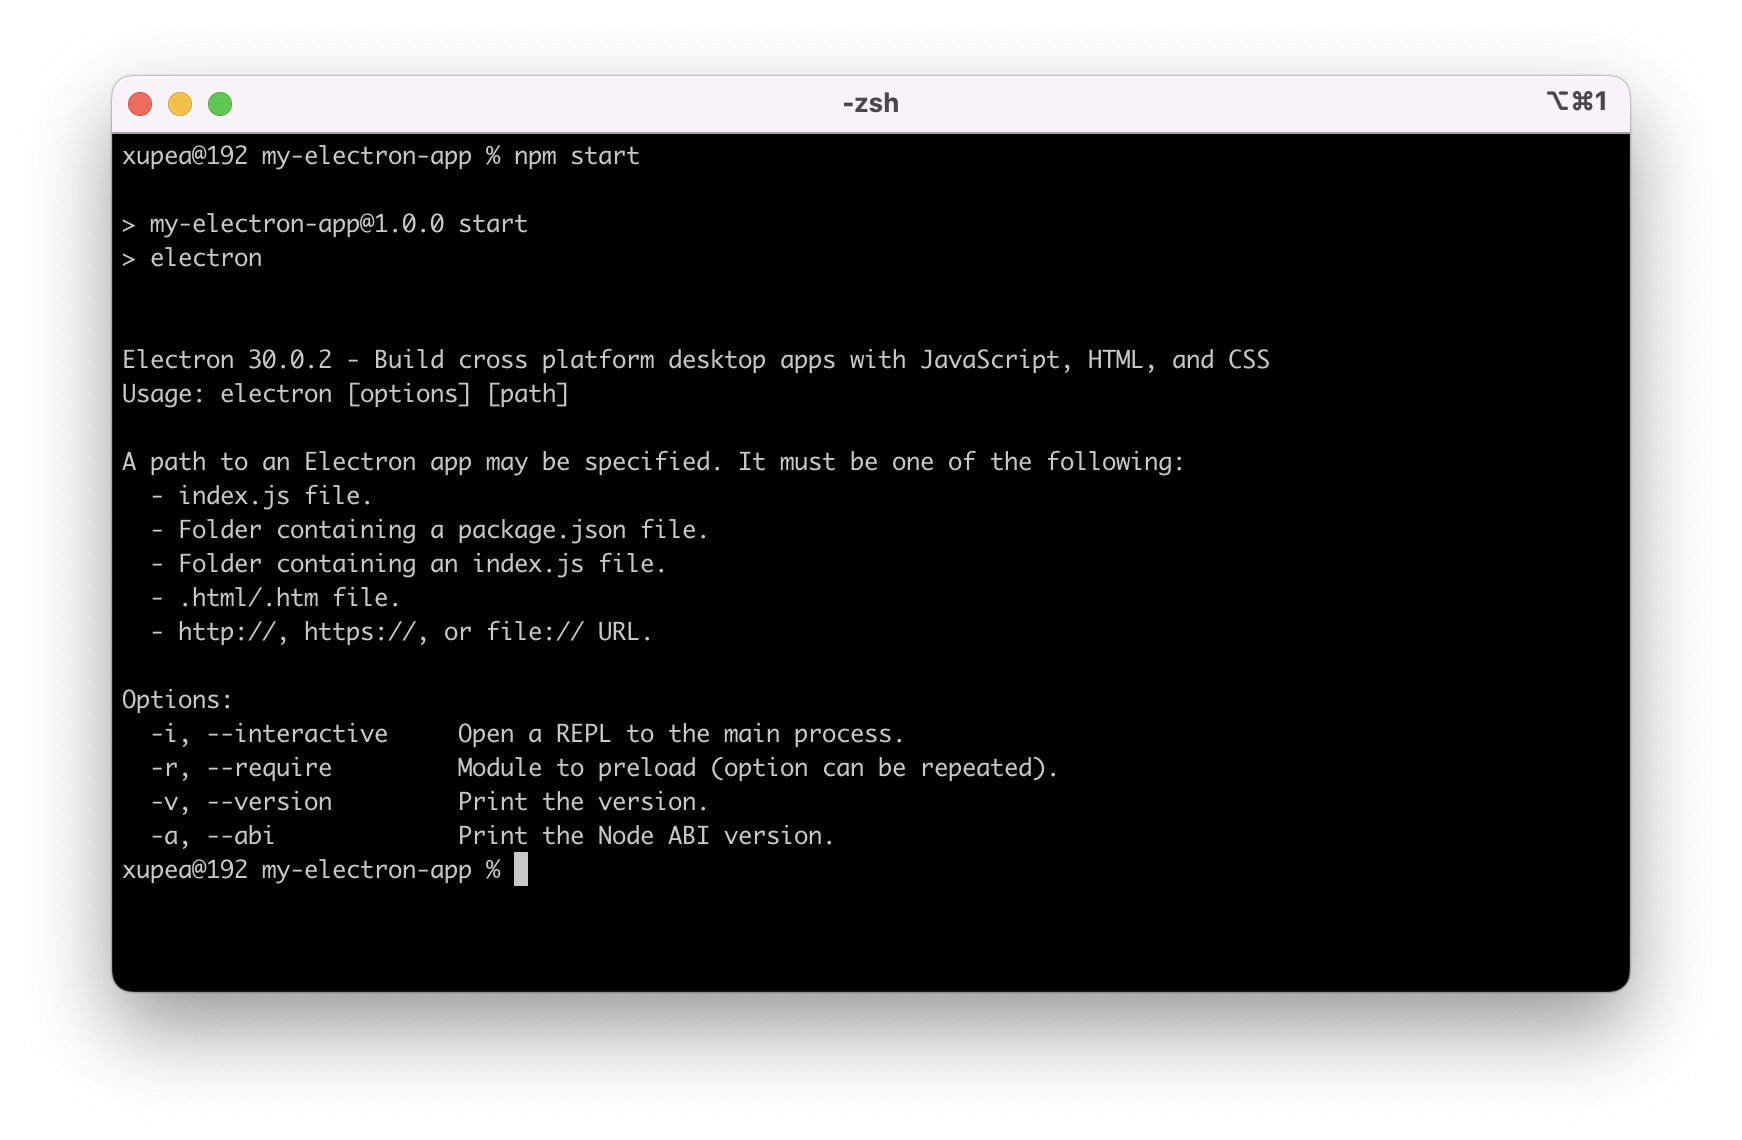 -zsh
⌥⌘1
xupea@192 my-electron-app % npm start
> my-electron-app@1.0.0 start
> electron
Electron 30.0.2 - Build cross platform desktop apps with JavaScript, HTML, and CSS
Usage: electron [options] [path]
A path to an Electron app may be specified. It must be one of the following:
  - index.js file.
  - Folder containing a package.json file.
  - Folder containing an index.js file.
  - .html/.htm file.
  - http://, https://, or file:// URL.
Options:
  -i, --interactive     Open a REPL to the main process.
  -r, --require         Module to preload (option can be repeated).
  -v, --version         Print the version.
  -a, --abi             Print the Node ABI version.
xupea@192 my-electron-app %